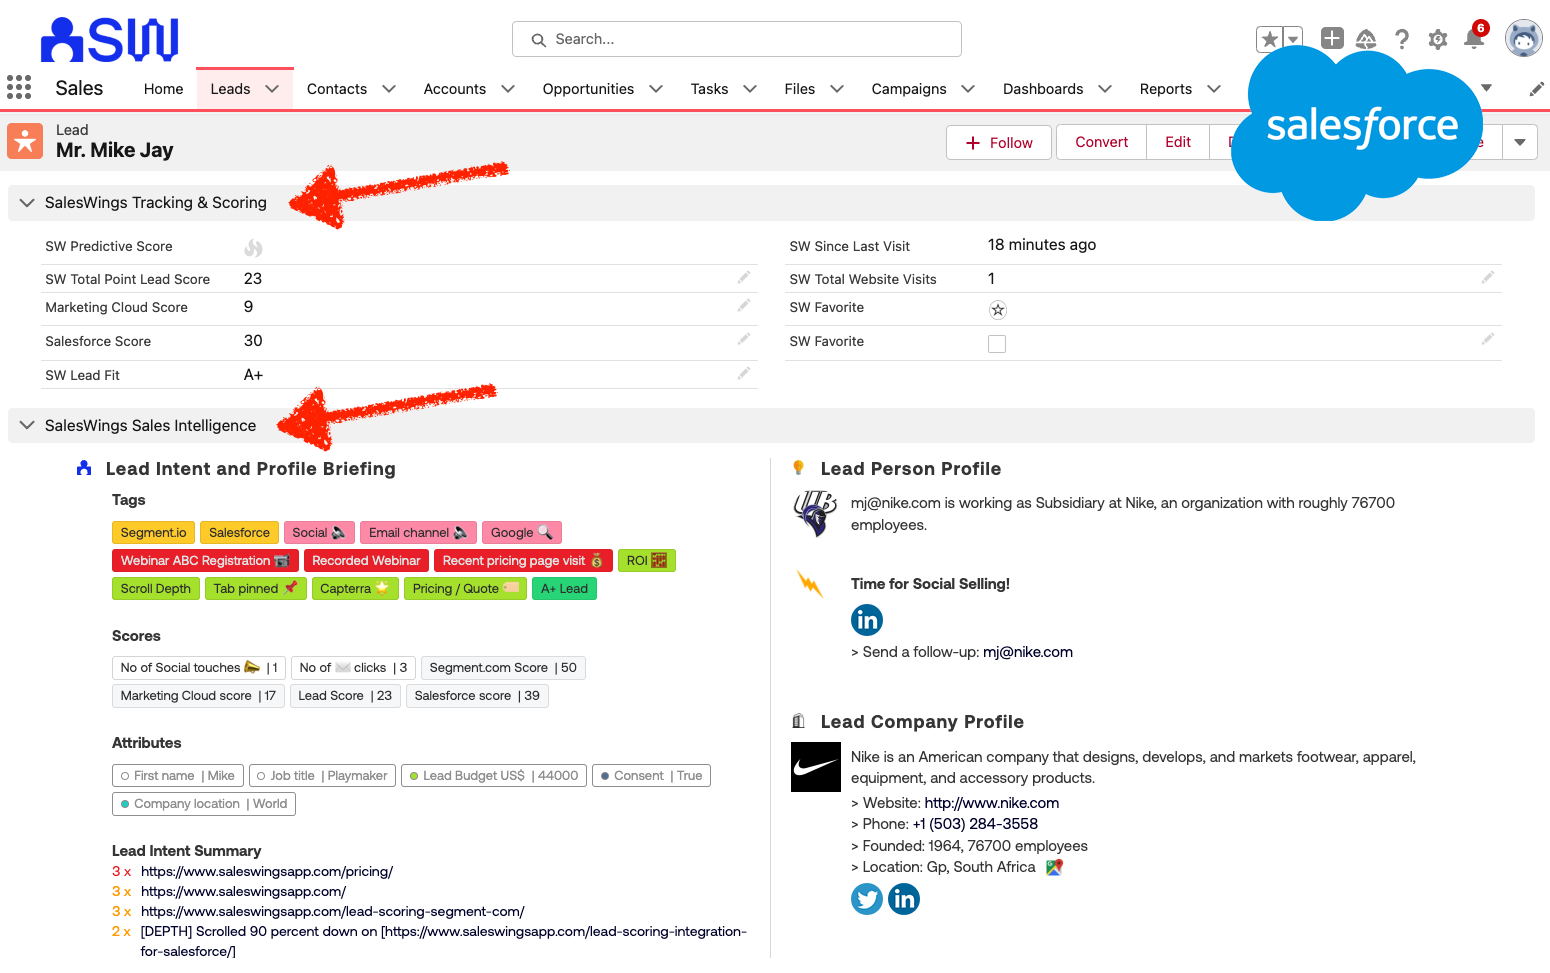 SW
Search...
6
Sales
Home
Leads
Contacts
Accounts
Opportunities
Tasks
Files
Campaigns
Dashboards
Reports
salesforce
Lead
Mr. Mike Jay
Follow
Convert
Edit
SalesWings Tracking & Scoring
SW Predictive Score
SW Total Point Lead Score 23
Marketing Cloud Score 9
Salesforce Score 30
SW Lead Fit A+
SW Since Last Visit 18 minutes ago
SW Total Website Visits 1
SW Favorite
SW Favorite
SalesWings Sales Intelligence
Lead Intent and Profile Briefing
Tags
Segment.io Salesforce Social Email channel Google
Webinar ABC Registration Recorded Webinar Recent pricing page visit ROI
Scroll Depth Tab pinned Capterra Pricing / Quote A+ Lead
Scores
No of Social touches | 1 No of clicks | 3 Segment.com Score | 50
Marketing Cloud score | 17 Lead Score | 23 Salesforce score | 39
Attributes
First name | Mike Job title | Playmaker Lead Budget US$ | 44000 Consent | True
Company location | World
Lead Intent Summary
3 x https://www.saleswingsapp.com/pricing/
3 x https://www.saleswingsapp.com/
3 x https://www.saleswingsapp.com/lead-scoring-segment-com/
2 x [DEPTH] Scrolled 90 percent down on [https://www.saleswingsapp.com/lead-scoring-integration-
for-salesforce/]
Lead Person Profile
mj@nike.com is working as Subsidiary at Nike, an organization with roughly 76700
employees.
Time for Social Selling!
in
> Send a follow-up: mj@nike.com
Lead Company Profile
Nike is an American company that designs, develops, and markets footwear, apparel,
equipment, and accessory products.
> Website: http://www.nike.com
> Phone: +1 (503) 284-3558
> Founded: 1964, 76700 employees
> Location: Gp, South Africa
in